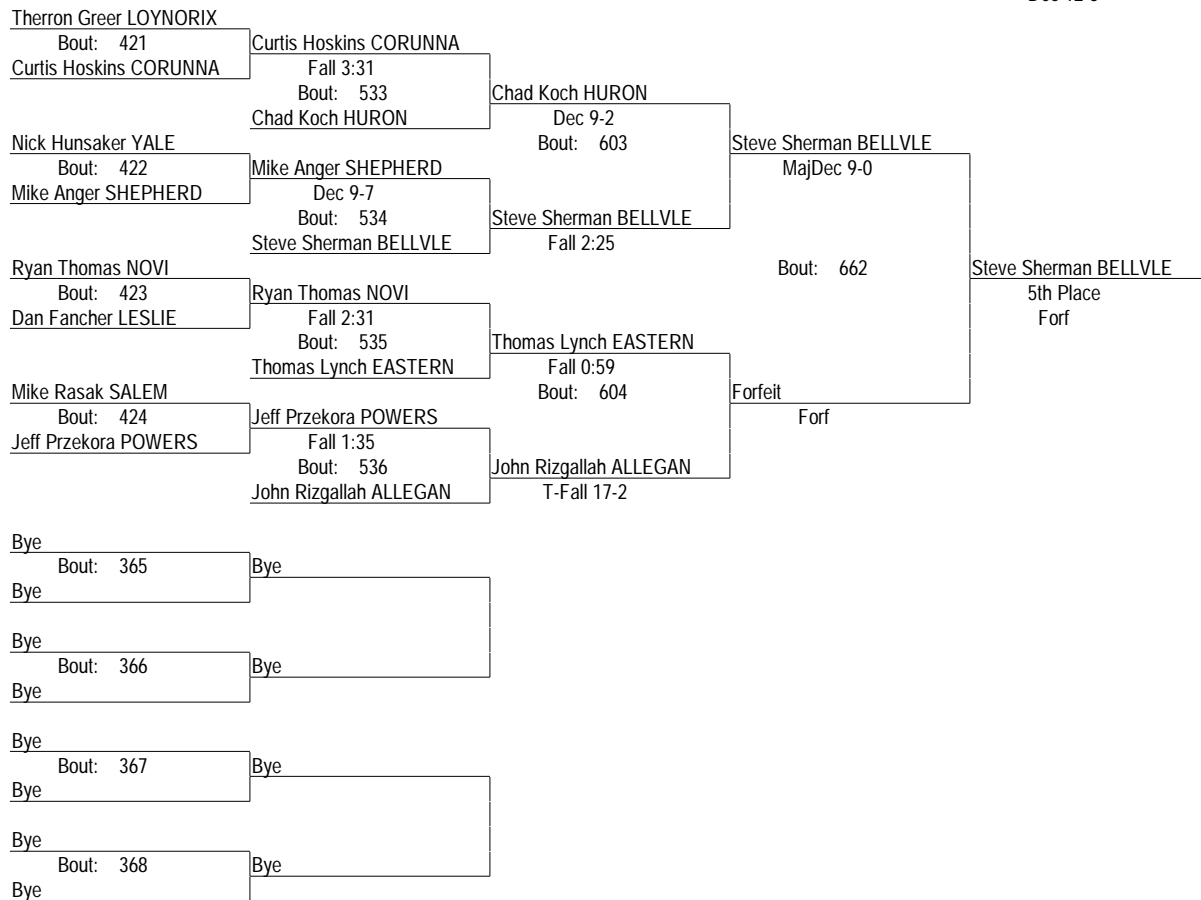 Therron Greer LOYNORIX
Bout: 421 Curtis Hoskins CORUNNA
Curtis Hoskins CORUNNA Fall 3:31
Bout: 533 Chad Koch HURON
Chad Koch HURON Dec 9-2
Nick Hunsaker YALE Bout: 603 Steve Sherman BELLVLE
Bout: 422 Mike Anger SHEPHERD MajDec 9-0
Mike Anger SHEPHERD Dec 9-7
Bout: 534 Steve Sherman BELLVLE
Steve Sherman BELLVLE Fall 2:25
Ryan Thomas NOVI Bout: 662 Steve Sherman BELLVLE
Bout: 423 Ryan Thomas NOVI 5th Place
Dan Fancher LESLIE Fall 2:31 Forf
Bout: 535 Thomas Lynch EASTERN
Thomas Lynch EASTERN Fall 0:59
Mike Rasak SALEM Bout: 604 Forfeit
Bout: 424 Jeff Przekora POWERS Forf
Jeff Przekora POWERS Fall 1:35
Bout: 536 John Rizgallah ALLEGAN
John Rizgallah ALLEGAN T-Fall 17-2
Bye
Bout: 365 Bye
Bye
Bye
Bout: 366 Bye
Bye
Bye
Bout: 367 Bye
Bye
Bye
Bout: 368 Bye
Bye